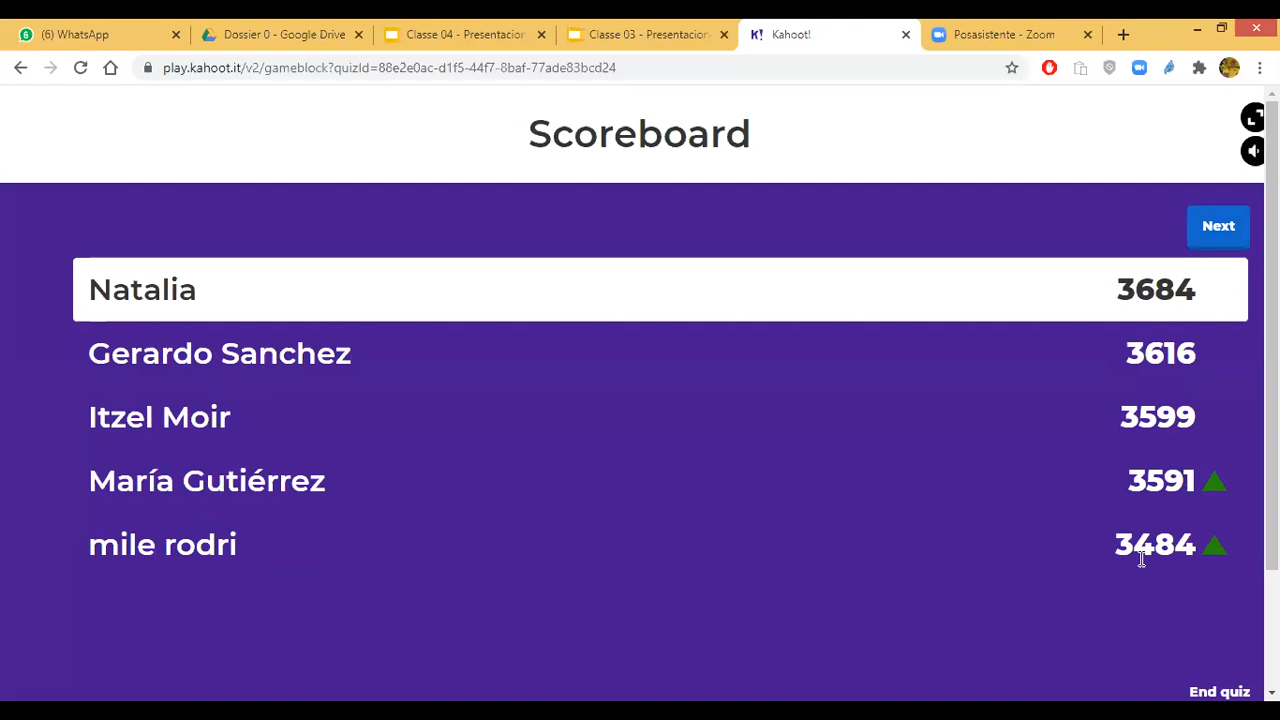 6 (6) WhatsApp
Dossier 0 - Google Drive
Classe 04 - Presentacion
Classe 03 - Presentacion
K! Kahoot!
Posasistente - Zoom
play.kahoot.it/v2/gameblock?quizId=88e2e0ac-d1f5-44f7-8baf-77ade83bcd24
Scoreboard
Next
Natalia 3684
Gerardo Sanchez 3616
Itzel Moir 3599
María Gutiérrez 3591
mile rodri 3484
End quiz